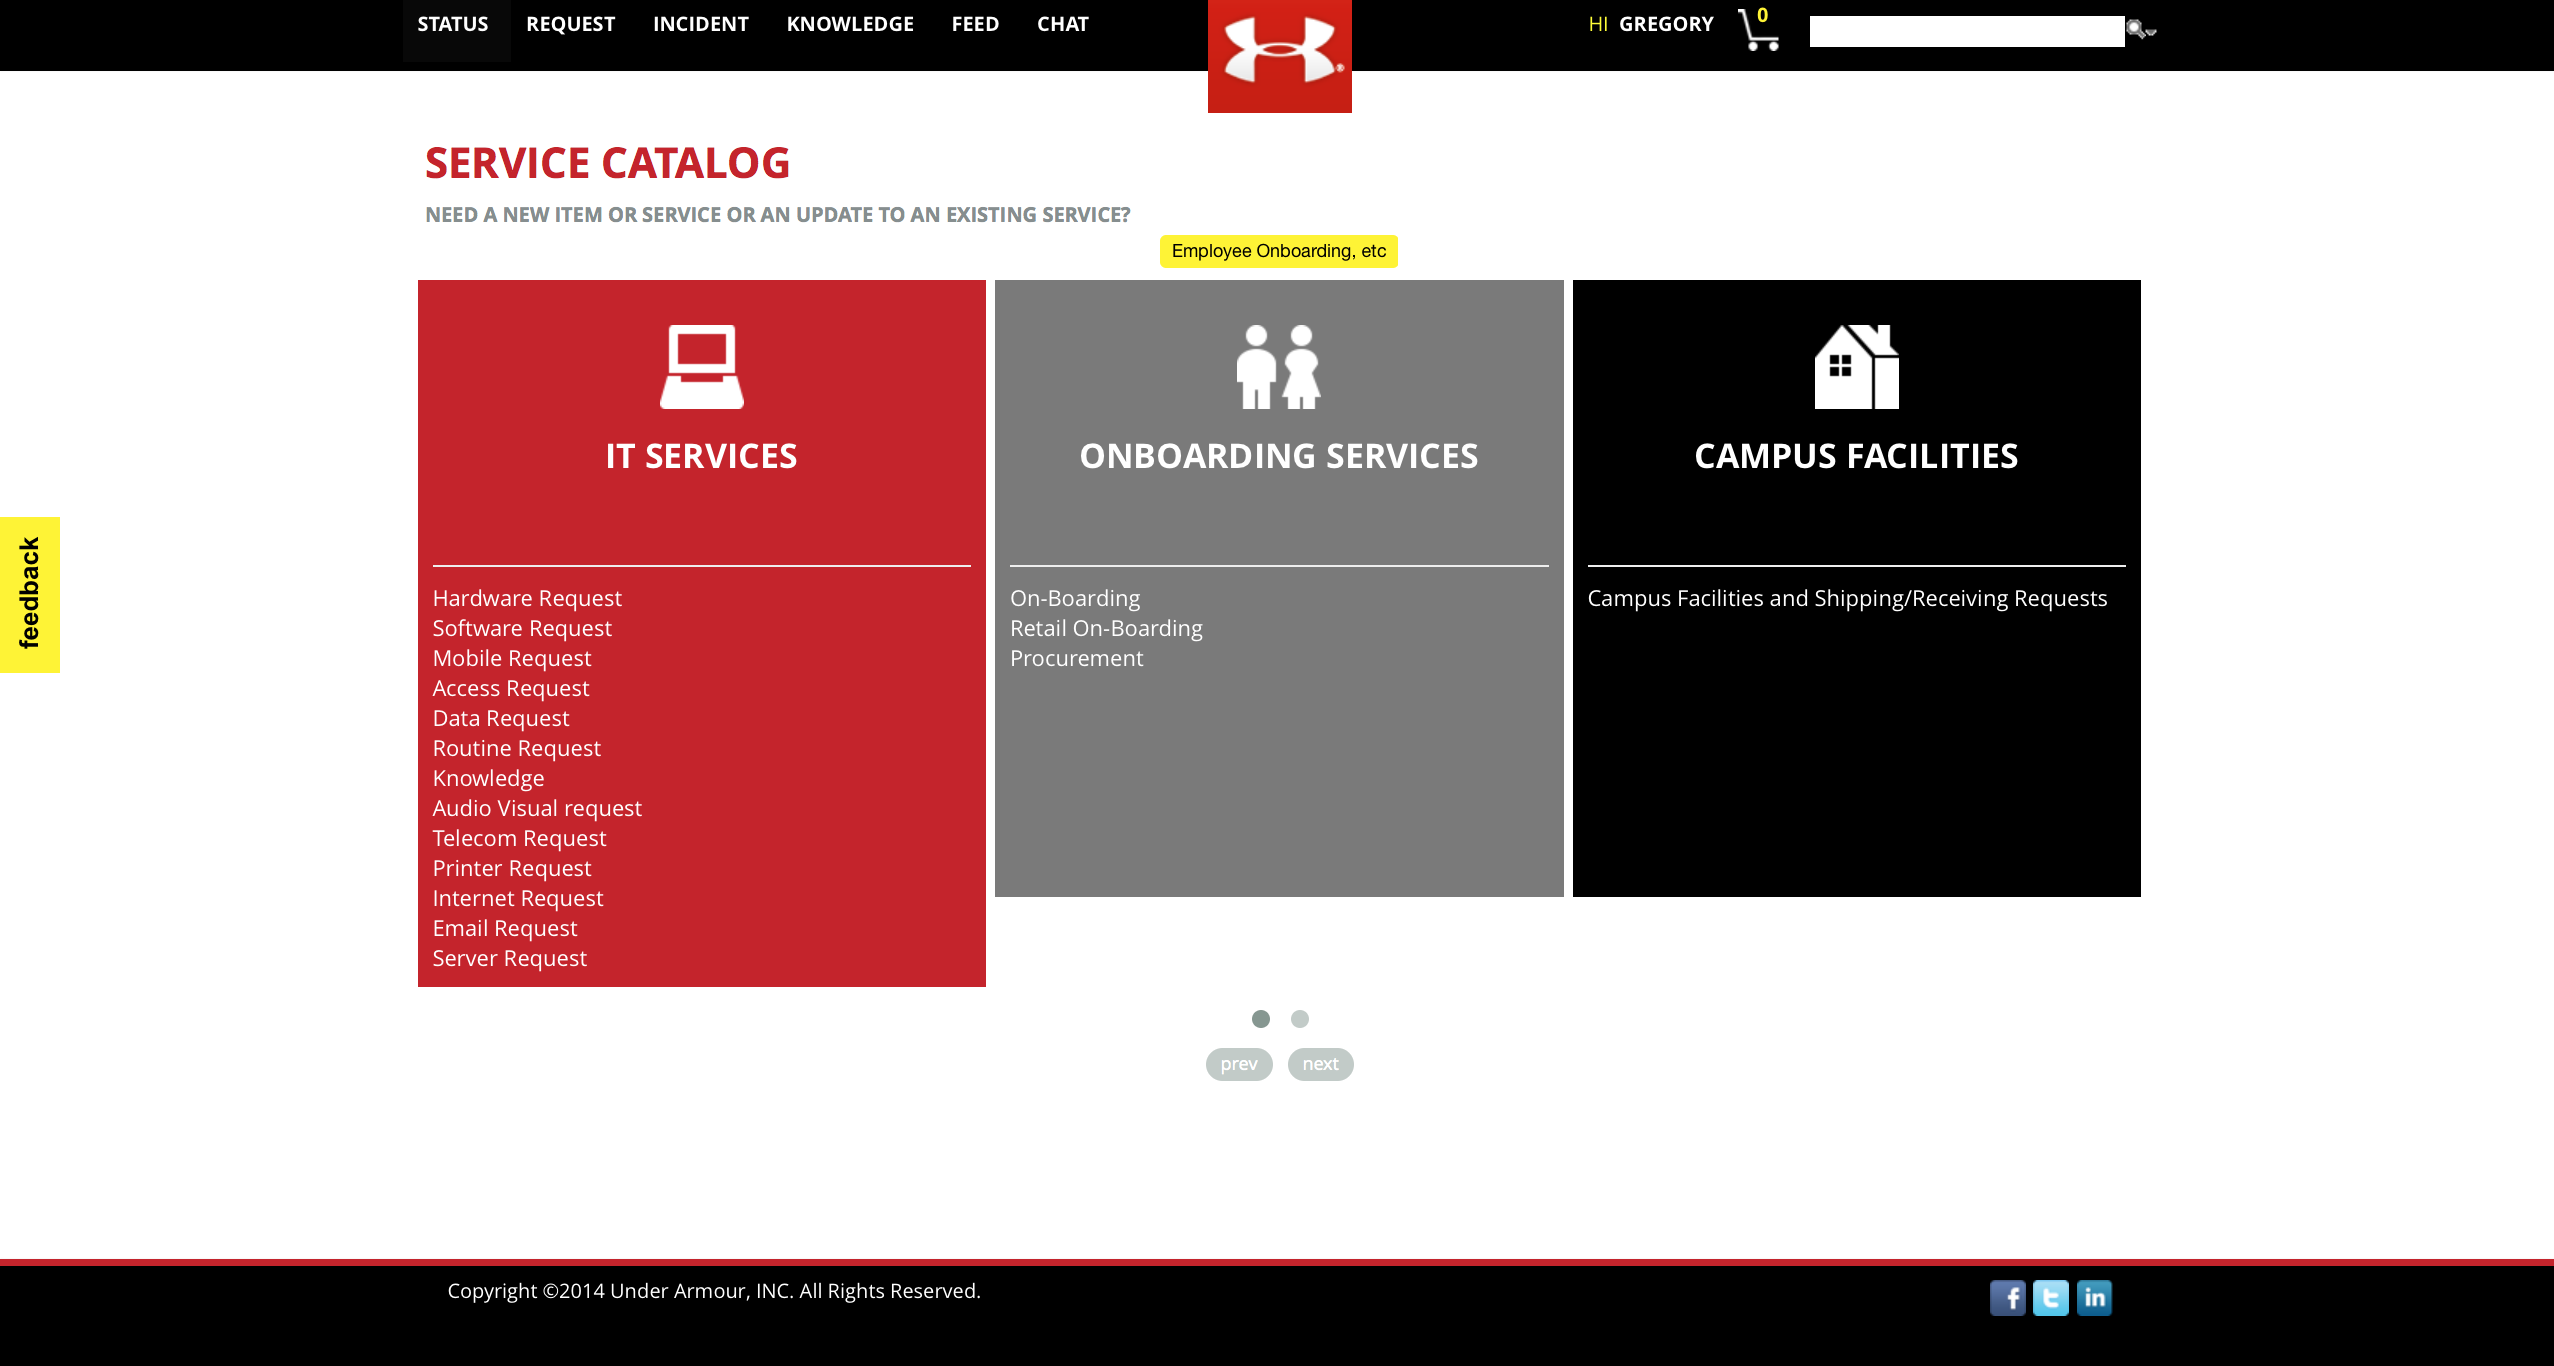 STATUS REQUEST INCIDENT KNOWLEDGE FEED CHAT
HI GREGORY 0
SERVICE CATALOG
NEED A NEW ITEM OR SERVICE OR AN UPDATE TO AN EXISTING SERVICE?
Employee Onboarding, etc
IT SERVICES
Hardware Request
Software Request
Mobile Request
Access Request
Data Request
Routine Request
Knowledge
Audio Visual request
Telecom Request
Printer Request
Internet Request
Email Request
Server Request
ONBOARDING SERVICES
On-Boarding
Retail On-Boarding
Procurement
CAMPUS FACILITIES
Campus Facilities and Shipping/Receiving Requests
feedback
prev next
Copyright ©2014 Under Armour, INC. All Rights Reserved.
f t in